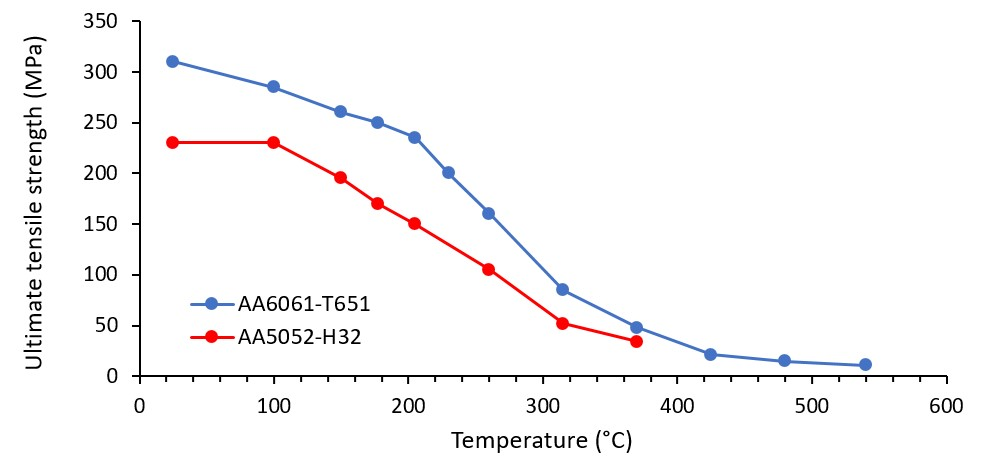 Ultimate tensile strength (MPa)
350
300
250
200
150
100
50
0
AA6061-T651
AA5052-H32
0 100 200 300 400 500 600
Temperature (°C)